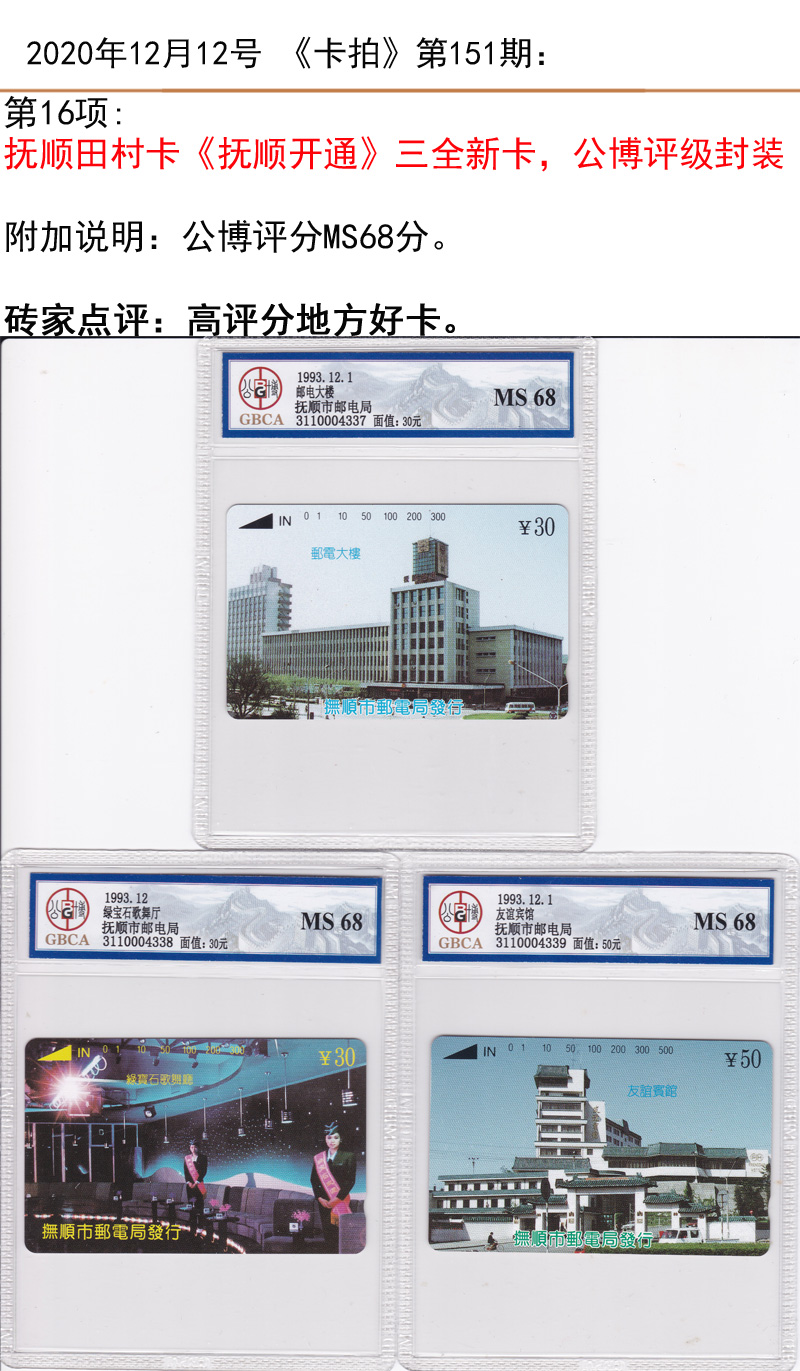 2020年12月12号 《卡拍》第151期：
第16项:
抚顺田村卡《抚顺开通》三全新卡，公博评级封装
附加说明：公博评分MS68分。
砖家点评：高评分地方好卡。
1993.12.1
邮电大楼
抚顺市邮电局
3110004337 面值:30元
GBCA
MS 68
IN 0 1 10 50 100 200 300
¥30
郵電大樓
撫順市郵電局發行
1993.12
绿宝石歌舞厅
抚顺市邮电局
3110004338 面值:30元
GBCA
MS 68
IN 0 1 10 50 100 200 300
¥30
綠寶石歌舞廳
撫順市郵電局發行
1993.12.1
友谊宾馆
抚顺市邮电局
3110004339 面值:50元
GBCA
MS 68
IN 0 1 10 50 100 200 300 500
¥50
友誼賓館
撫順市郵電局發行